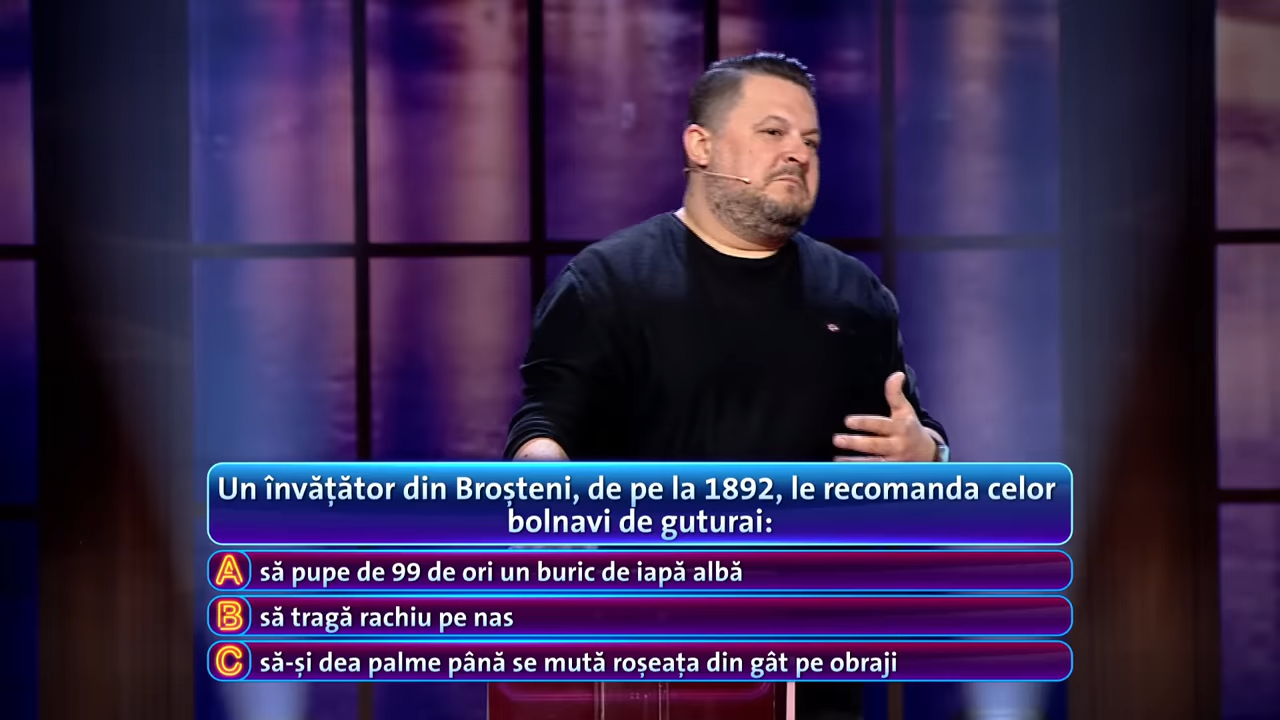 Un învățător din Broșteni, de pe la 1892, le recomanda celor
bolnavi de guturai:
A să pupe de 99 de ori un buric de iapă albă
B să tragă rachiu pe nas
C să-și dea palme până se mută roșeața din gât pe obraji